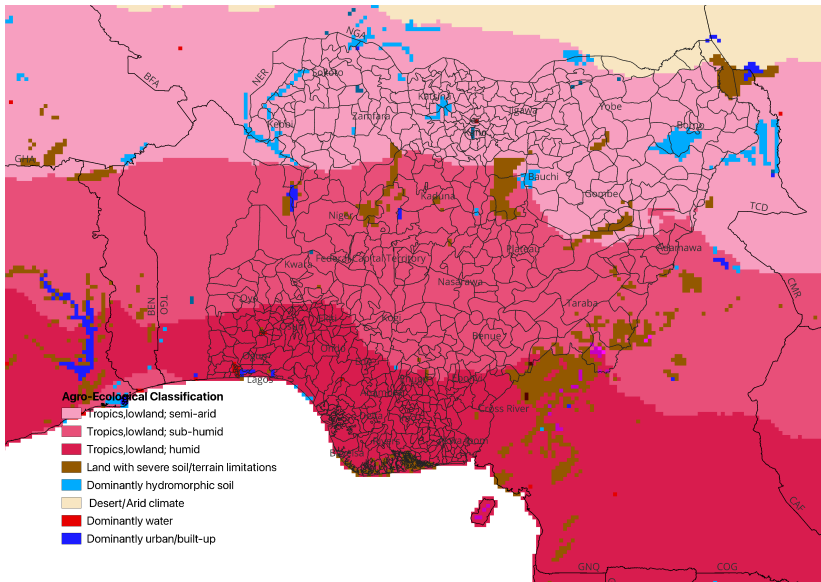 NGA
NER
BFA
Sokoto
Katsina
Jigawa
Yobe
Borno
Zamfara
Kebbi
Kano
GHA
Bauchi
Kaduna
Gombe
TCD
Niger
Plateau
Adamawa
Federal Capital Territory
Kwara
Nasarawa
CMR
BEN
TGO
Oyo
Taraba
Kogi
Benue
Ondo
Edo
Ogun
Lagos
Cross River
CAF
GNQ
COG
Agro-Ecological Classification
Tropics,lowland; semi-arid
Tropics,lowland; sub-humid
Tropics,lowland; humid
Land with severe soil/terrain limitations
Dominantly hydromorphic soil
Desert/Arid climate
Dominantly water
Dominantly urban/built-up